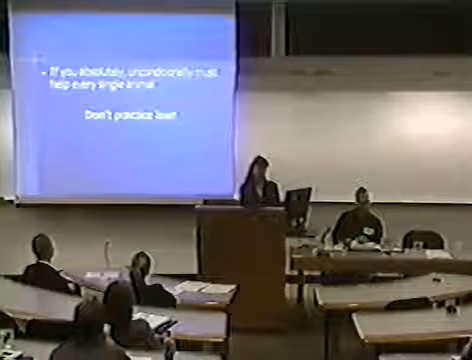 - If you absolutely, unconditionally must
help every single animal
Don't practice law!